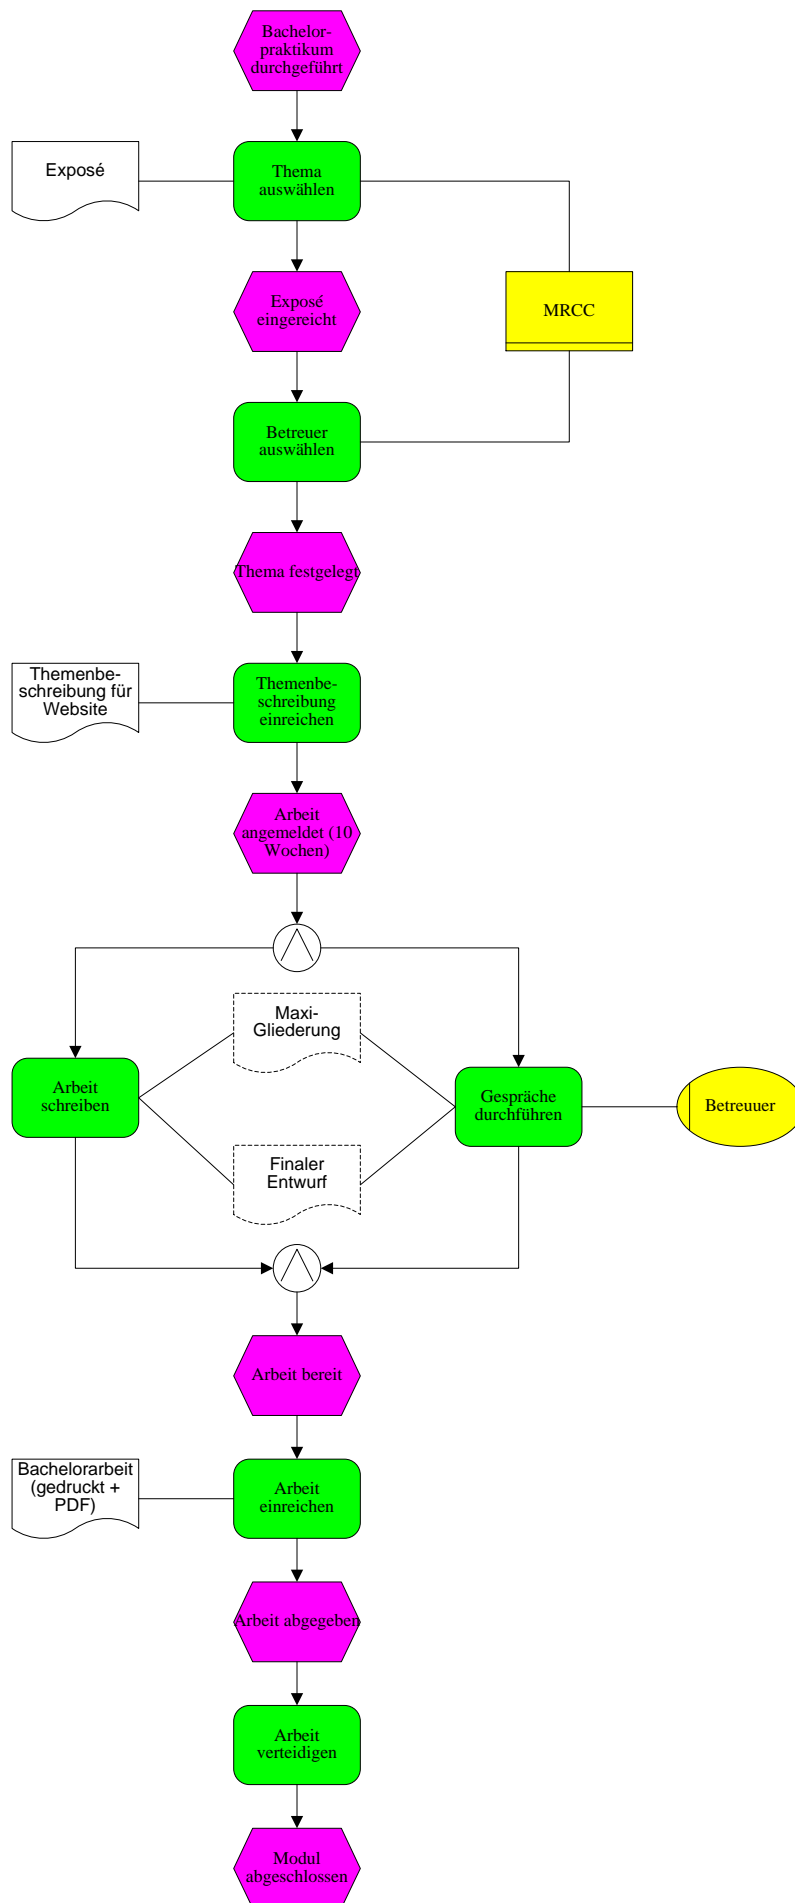 Bachelor-
praktikum
durchgeführt
Exposé
Thema
auswählen
Exposé
eingereicht
MRCC
Betreuer
auswählen
Thema festgelegt
Themenbe-
schreibung für
Website
Themenbe-
schreibung
einreichen
Arbeit
angemeldet (10
Wochen)
Maxi-
Gliederung
Arbeit
schreiben
Gespräche
durchführen
Betreuuer
Finaler
Entwurf
Arbeit bereit
Bachelorarbeit
(gedruckt +
PDF)
Arbeit
einreichen
Arbeit abgegeben
Arbeit
verteidigen
Modul
abgeschlossen